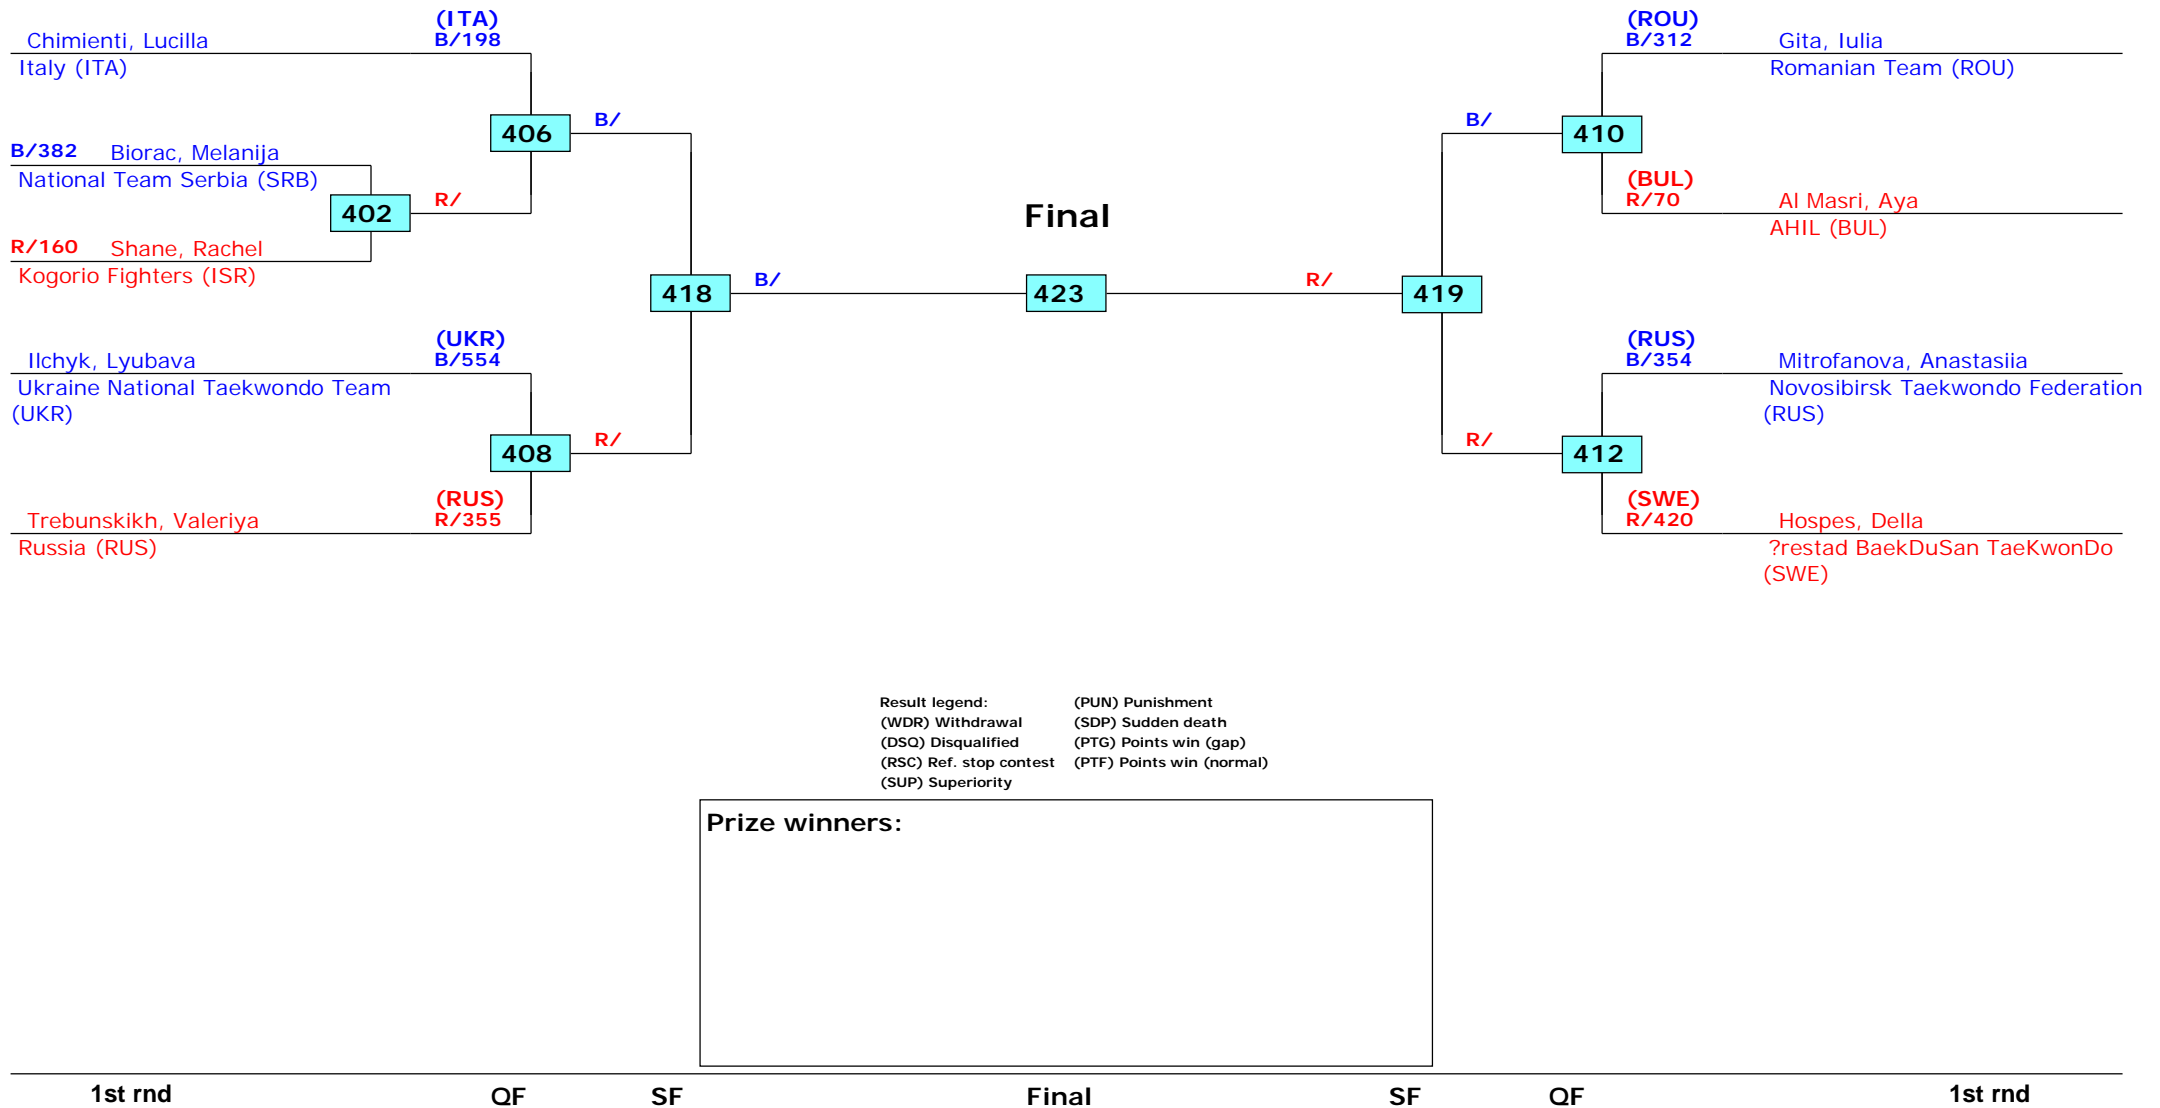 (ITA)
Chimienti, Lucilla B/198
Italy (ITA)
406
B/
B/382 Biorac, Melanija
National Team Serbia (SRB)
402
R/
R/160 Shane, Rachel
Kogorio Fighters (ISR)
418
B/
(UKR)
Ilchyk, Lyubava B/554
Ukraine National Taekwondo Team
(UKR)
408
R/
(RUS)
Trebunskikh, Valeriya R/355
Russia (RUS)
Final
423
(ROU)
B/312 Gita, Iulia
Romanian Team (ROU)
B/
410
(BUL)
R/70 Al Masri, Aya
AHIL (BUL)
R/
419
(RUS)
B/354 Mitrofanova, Anastasiia
Novosibirsk Taekwondo Federation
(RUS)
R/
412
(SWE)
R/420 Hospes, Della
?restad BaekDuSan TaeKwonDo
(SWE)
Result legend: (PUN) Punishment
(WDR) Withdrawal (SDP) Sudden death
(DSQ) Disqualified (PTG) Points win (gap)
(RSC) Ref. stop contest (PTF) Points win (normal)
(SUP) Superiority
Prize winners:
1st rnd QF SF Final SF QF 1st rnd